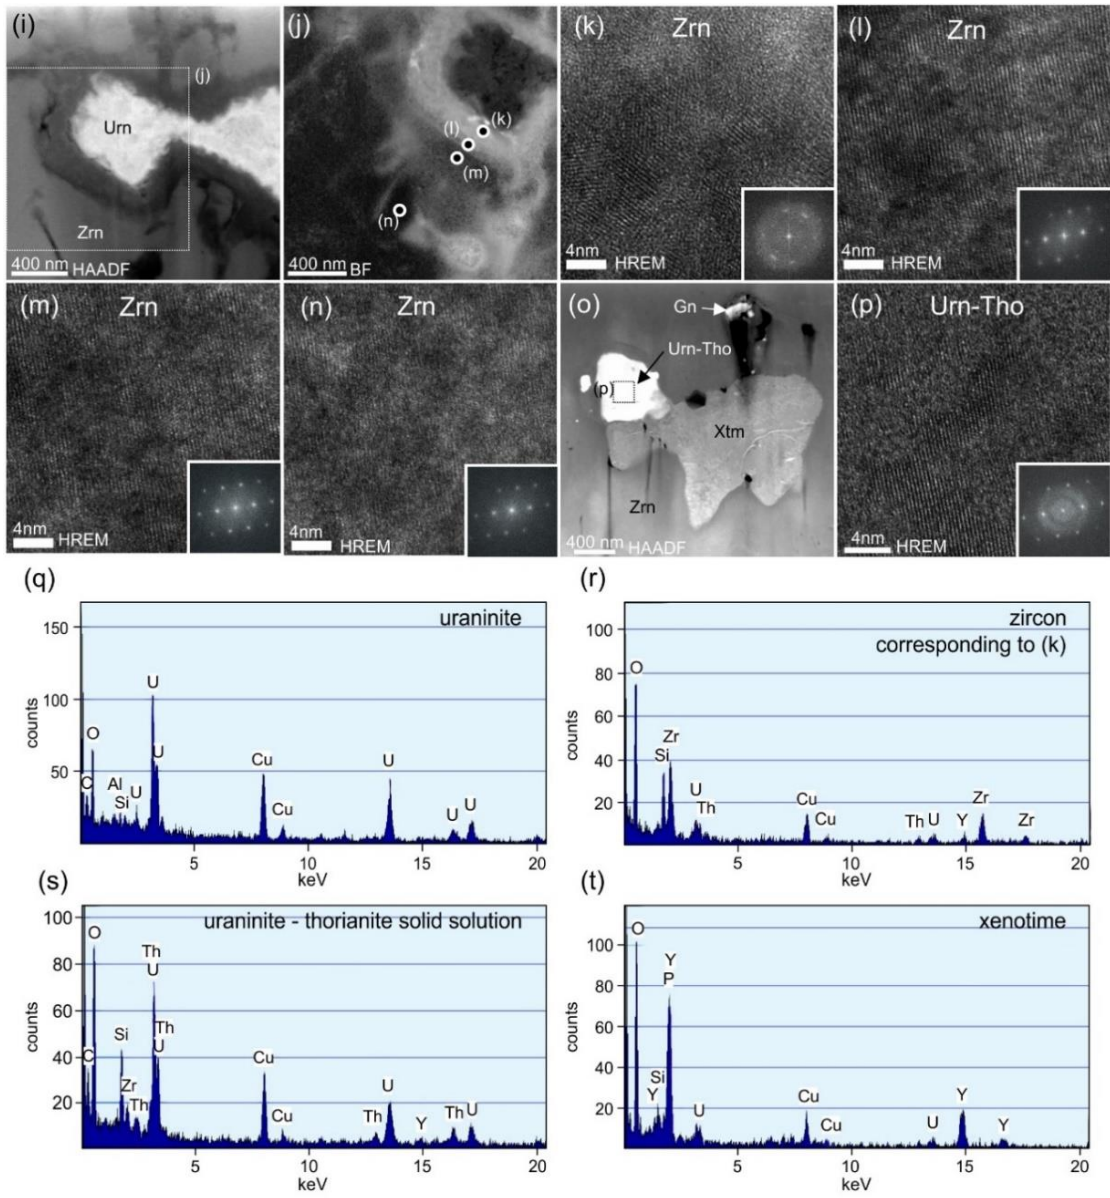 (i)
(j)
Urn
Zrn
400 nm HAADF
(j)
(l)
(k)
(m)
(n)
400 nm BF
(k)
Zrn
4nm HREM
(l)
Zrn
4nm HREM
(m)
Zrn
4nm HREM
(n)
Zrn
4nm HREM
(o)
Gn
Urn-Tho
(p)
Xtm
Zrn
400 nm HAADF
(p)
Urn-Tho
4nm HREM
(q)
uraninite
150
100
50
counts
C
O
Al
Si
U
U
U
Cu
Cu
U
U
U
5
10
15
20
keV
(r)
zircon
corresponding to (k)
100
80
60
40
20
counts
O
Si
Zr
U
Th
Cu
Cu
Th
U
Y
Zr
Zr
5
10
15
20
keV
(s)
uraninite - thorianite solid solution
100
80
60
40
20
counts
C
O
Si
Zr
Th
Th
U
Th
U
Cu
Cu
Th
U
Y
Th
U
5
10
15
20
keV
(t)
xenotime
100
80
60
40
20
counts
O
Y
Si
Y
P
U
Cu
Cu
U
Y
Y
5
10
15
20
keV